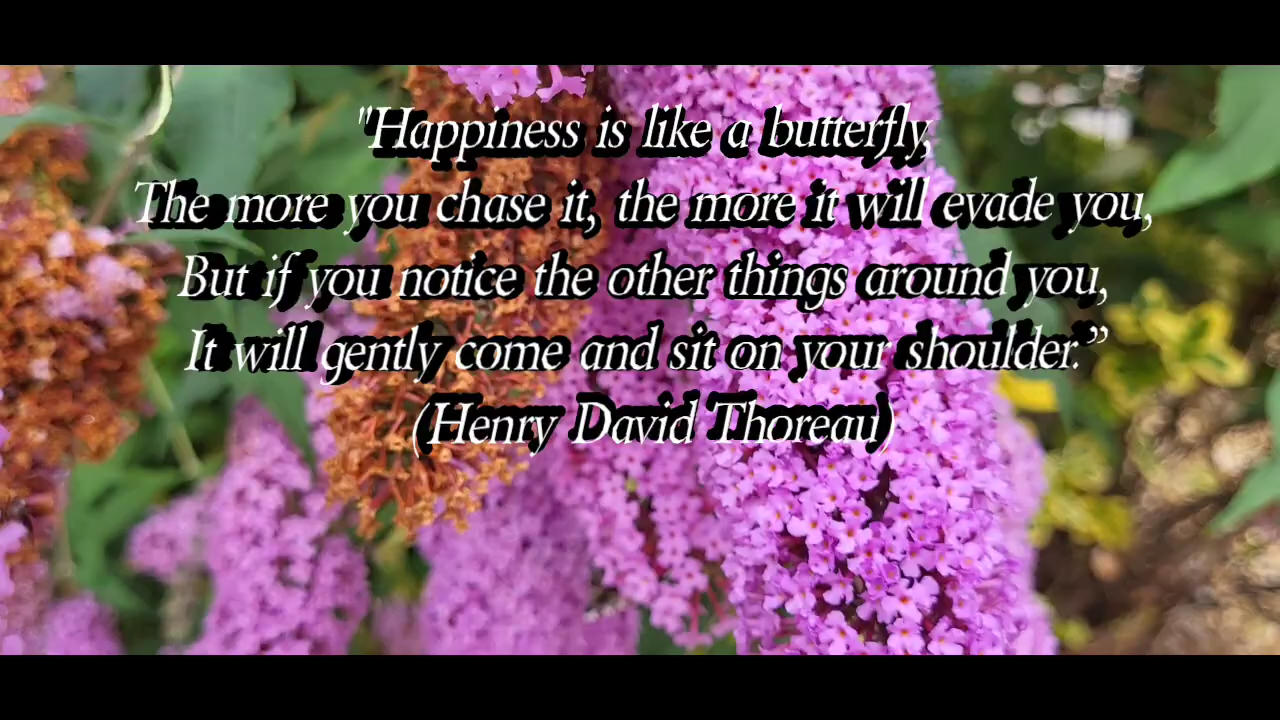 "Happiness is like a butterfly,
The more you chase it, the more it will evade you,
But if you notice the other things around you,
It will gently come and sit on your shoulder.”
(Henry David Thoreau)